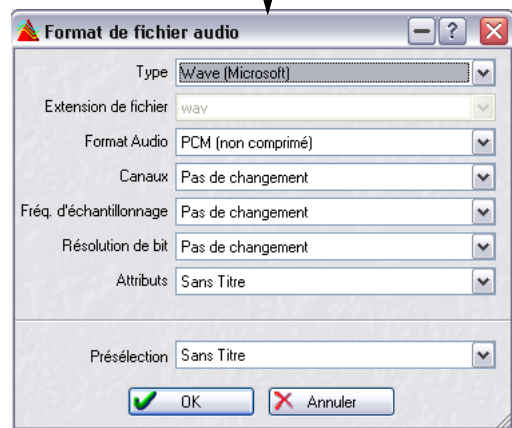 Format de fichier audio
Type Wave (Microsoft)
Extension de fichier wav
Format Audio PCM (non comprimé)
Canaux Pas de changement
Fréq. d'échantillonnage Pas de changement
Résolution de bit Pas de changement
Attributs Sans Titre
Présélection Sans Titre
OK Annuler